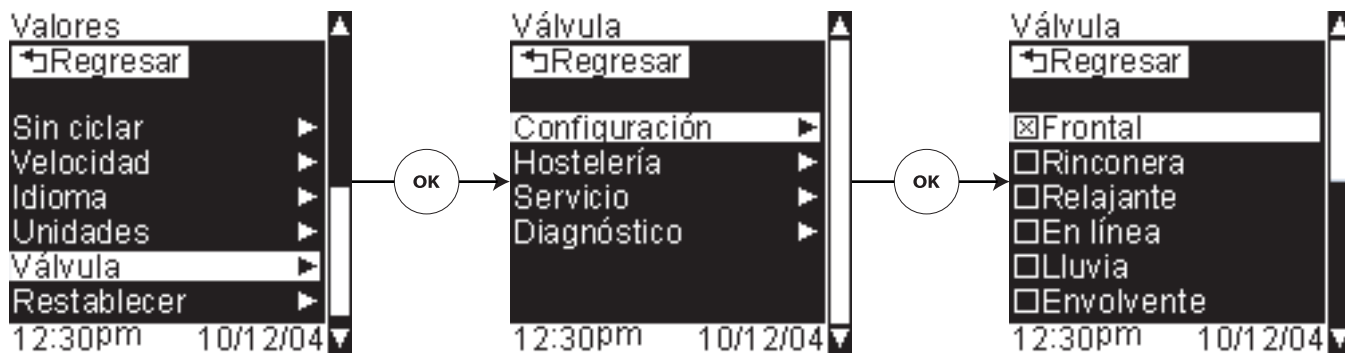 Valores
Regresar
Sin ciclar
Velocidad
Idioma
Unidades
Válvula
Restablecer
12:30pm 10/12/04
OK
Válvula
Regresar
Configuración
Hostelería
Servicio
Diagnóstico
12:30pm 10/12/04
OK
Válvula
Regresar
Frontal
Rinconera
Relajante
En línea
Lluvia
Envolvente
12:30pm 10/12/04